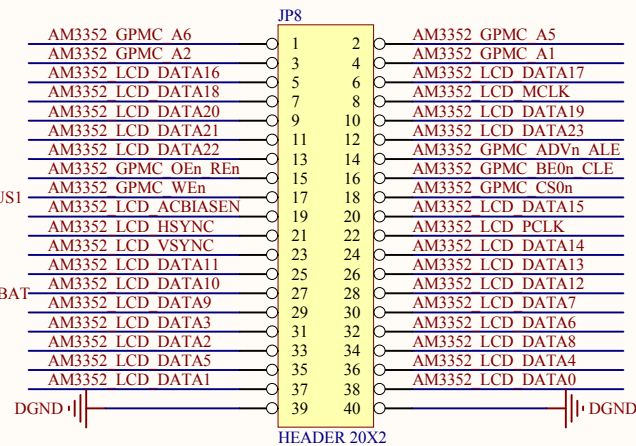 JP8
AM3352_GPMC_A6 1 2 AM3352_GPMC_A5
AM3352_GPMC_A2 3 4 AM3352_GPMC_A1
AM3352_LCD_DATA16 5 6 AM3352_LCD_DATA17
AM3352_LCD_DATA18 7 8 AM3352_LCD_MCLK
AM3352_LCD_DATA20 9 10 AM3352_LCD_DATA19
AM3352_LCD_DATA21 11 12 AM3352_LCD_DATA23
AM3352_LCD_DATA22 13 14 AM3352_GPMC_ADVn_ALE
AM3352_GPMC_OEn_REn 15 16 AM3352_GPMC_BE0n_CLE
US1 AM3352_GPMC_WEn 17 18 AM3352_GPMC_CS0n
AM3352_LCD_ACBIASEN 19 20 AM3352_LCD_DATA15
AM3352_LCD_HSYNC 21 22 AM3352_LCD_PCLK
AM3352_LCD_VSYNC 23 24 AM3352_LCD_DATA14
AM3352_LCD_DATA11 25 26 AM3352_LCD_DATA13
BAT AM3352_LCD_DATA10 27 28 AM3352_LCD_DATA12
AM3352_LCD_DATA9 29 30 AM3352_LCD_DATA7
AM3352_LCD_DATA3 31 32 AM3352_LCD_DATA6
AM3352_LCD_DATA2 33 34 AM3352_LCD_DATA8
AM3352_LCD_DATA5 35 36 AM3352_LCD_DATA4
AM3352_LCD_DATA1 37 38 AM3352_LCD_DATA0
DGND 39 40 DGND
HEADER 20X2